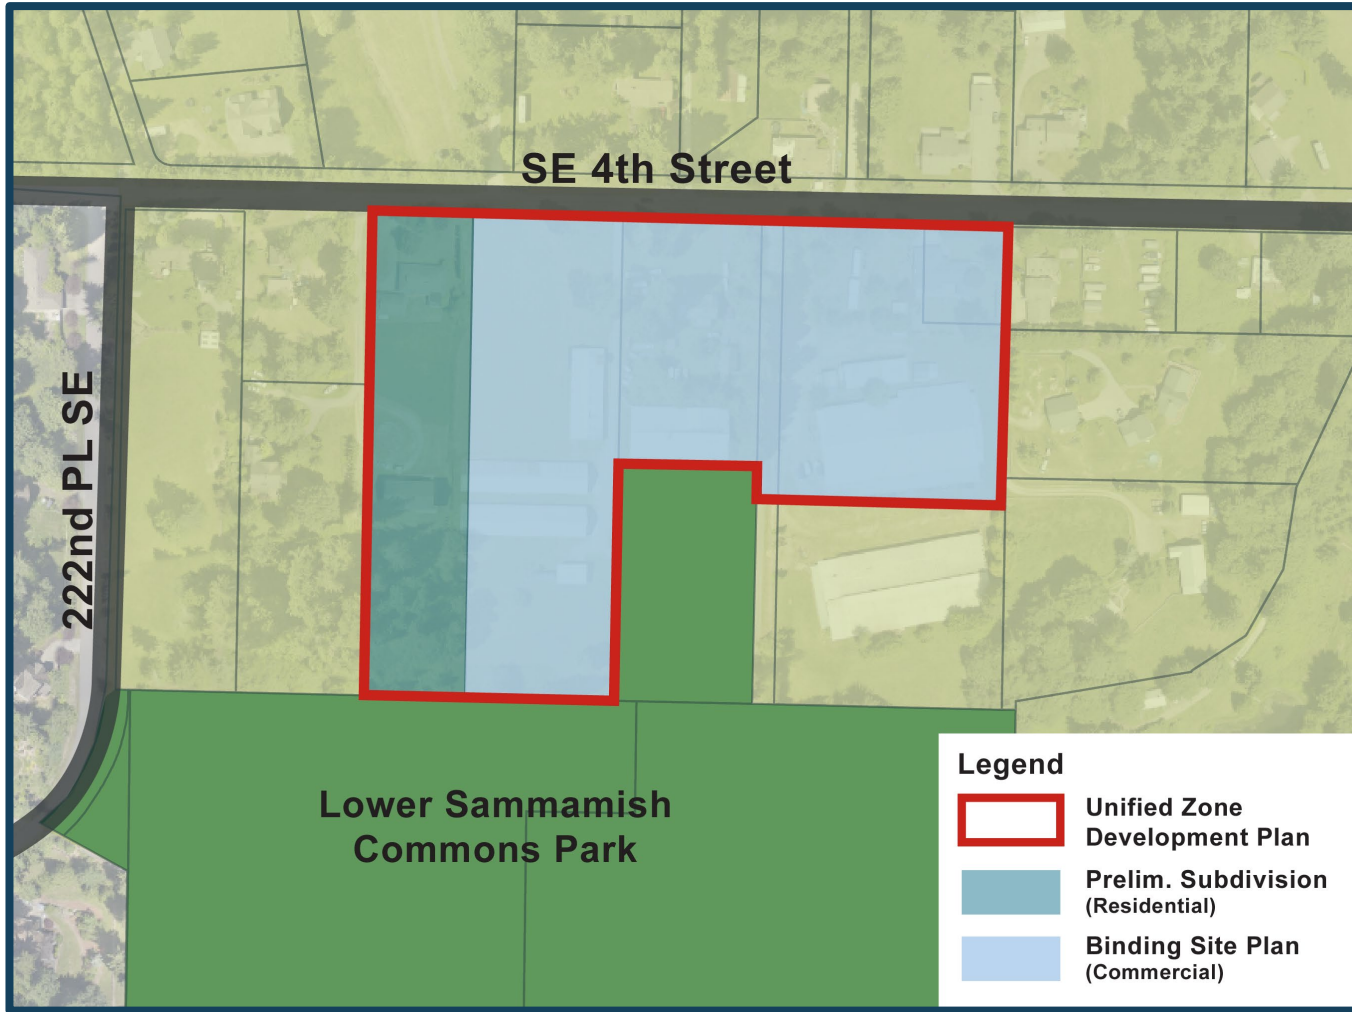 SE 4th Street
222nd PL SE
Lower Sammamish
Commons Park
Legend
Unified Zone
Development Plan
Prelim. Subdivision
(Residential)
Binding Site Plan
(Commercial)